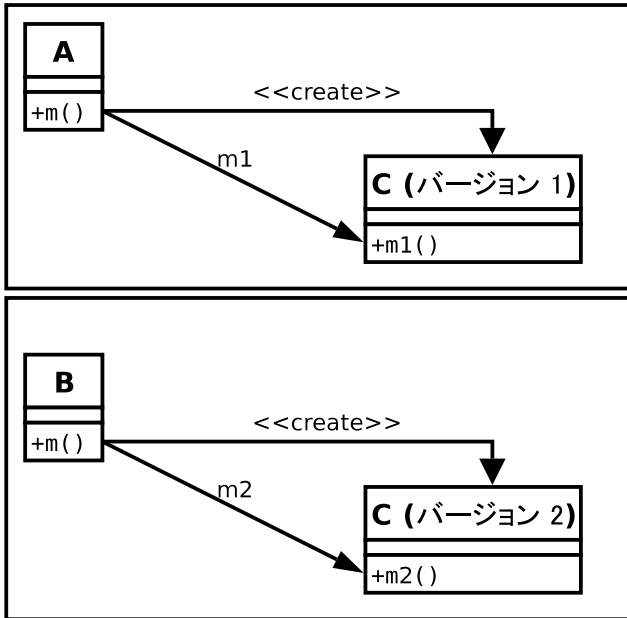 A
+m()
<<create>>
m1
C (バージョン 1)
+m1()
B
+m()
<<create>>
m2
C (バージョン 2)
+m2()